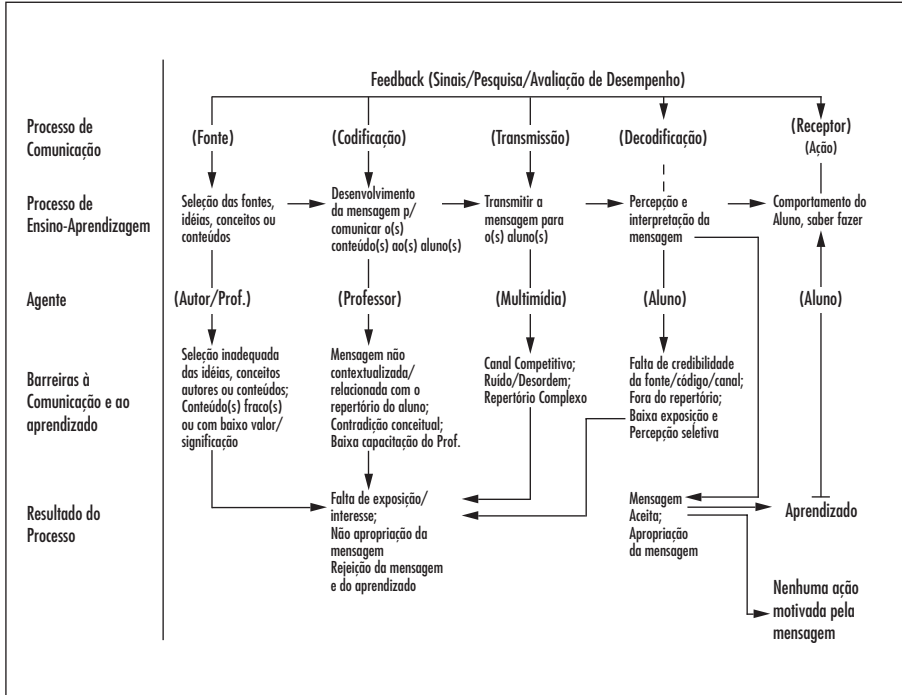 Feedback (Sinais/Pesquisa/Avaliação de Desempenho)
Processo de
Comunicação
(Fonte)
(Codificação)
(Transmissão)
(Decodificação)
(Receptor)
(Ação)
Processo de
Ensino-Aprendizagem
Seleção das fontes,
idéias, conceitos ou
conteúdos
Desenvolvimento
da mensagem p/
comunicar o(s)
conteúdo(s) ao(s) aluno(s)
Transmitir a
mensagem para
o(s) aluno(s)
Percepção e
interpretação da
mensagem
Comportamento do
Aluno, saber fazer
Agente
(Autor/Prof.)
(Professor)
(Multimídia)
(Aluno)
(Aluno)
Barreiras à
Comunicação e ao
aprendizado
Seleção inadequada
das idéias, conceitos
autores ou conteúdos;
Conteúdo(s) fraco(s)
ou com baixo valor/
significação
Mensagem não
contextualizada/
relacionada com o
repertório do aluno;
Contradição conceitual;
Baixa capacitação do Prof.
Canal Competitivo;
Ruído/Desordem;
Repertório Complexo
Falta de credibilidade
da fonte/código/canal;
Fora do repertório;
Baixa exposição e
Percepção seletiva
Resultado do
Processo
Falta de exposição/
interesse;
Não apropriação da
mensagem
Rejeição da mensagem
e do aprendizado
Mensagem
Aceita;
Apropriação
da mensagem
Aprendizado
Nenhuma ação
motivada pela
mensagem